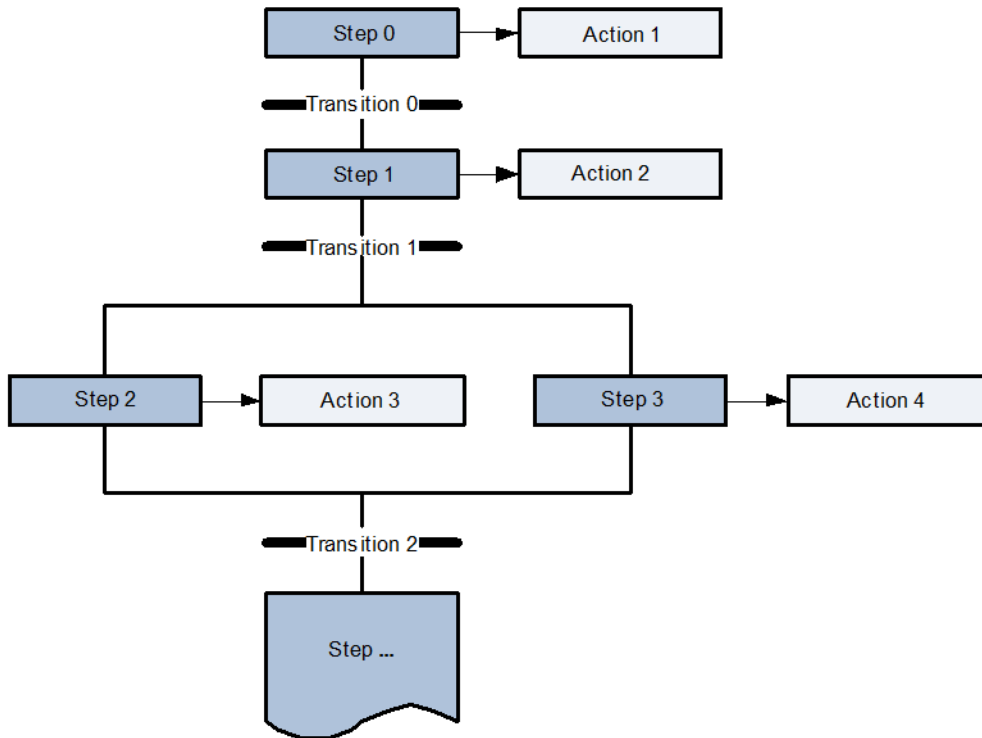 Step 0
Action 1
Transition 0
Step 1
Action 2
Transition 1
Step 2
Action 3
Step 3
Action 4
Transition 2
Step ...